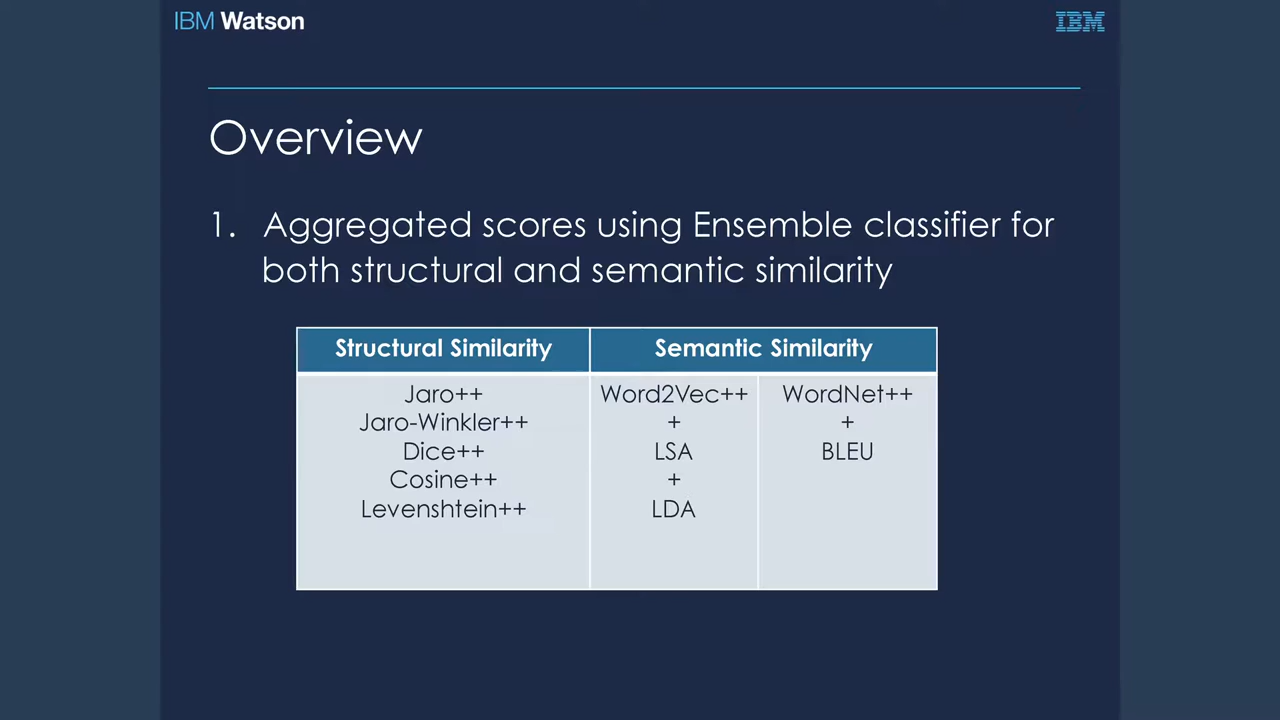 IBM Watson
IBM
Overview
1. Aggregated scores using Ensemble classifier for
both structural and semantic similarity
Structural Similarity
Semantic Similarity
Jaro++
Jaro-Winkler++
Dice++
Cosine++
Levenshtein++
Word2Vec++
+
LSA
+
LDA
WordNet++
+
BLEU